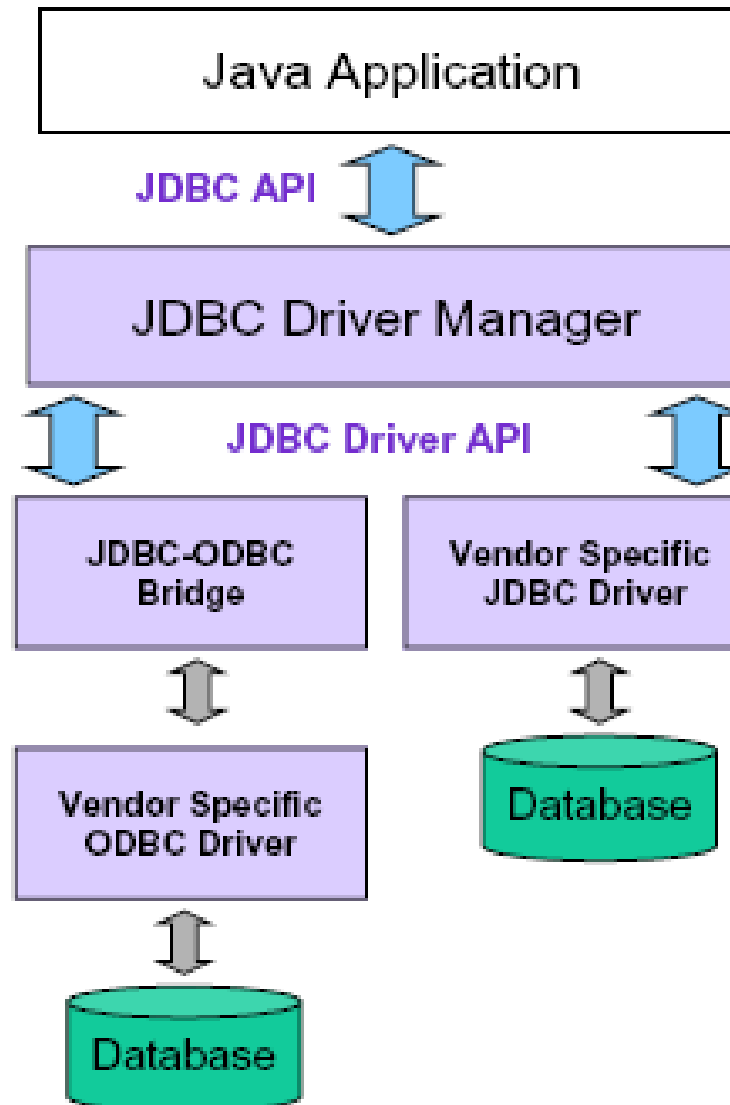 Java Application
JDBC API
JDBC Driver Manager
JDBC Driver API
JDBC-ODBC
Bridge
Vendor Specific
JDBC Driver
Vendor Specific
ODBC Driver
Database
Database